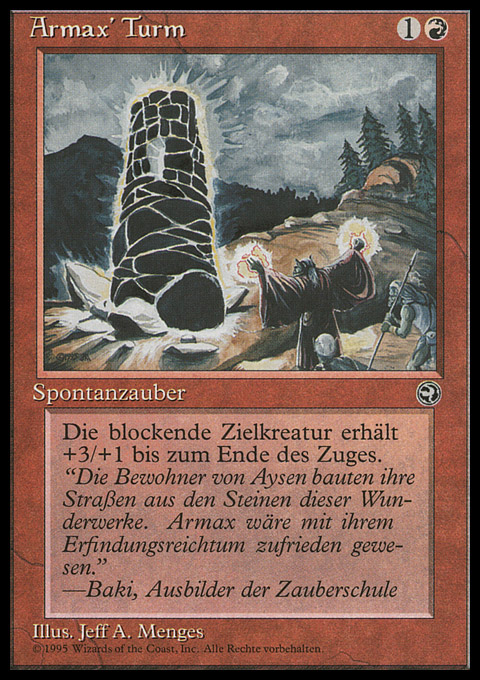 Armax' Turm
1
Spontanzauber
Die blockende Zielkreatur erhält
+3/+1 bis zum Ende des Zuges.
“Die Bewohner von Aysen bauten ihre
Straßen aus den Steinen dieser Wun-
derwerke. Armax wäre mit ihrem
Erfindungsreichtum zufrieden gewe-
sen.”
—Baki, Ausbilder der Zauberschule
Illus. Jeff A. Menges
© 1995 Wizards of the Coast, Inc. Alle Rechte vorbehalten.